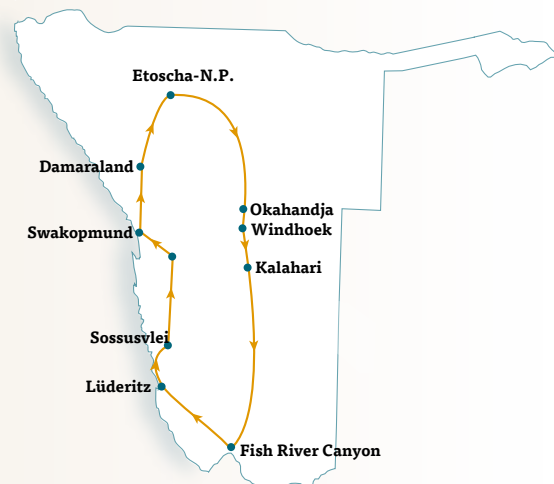 Etoscha-N.P.
Damaraland
Okahandja
Swakopmund
Windhoek
Kalahari
Sossusvlei
Lüderitz
Fish River Canyon